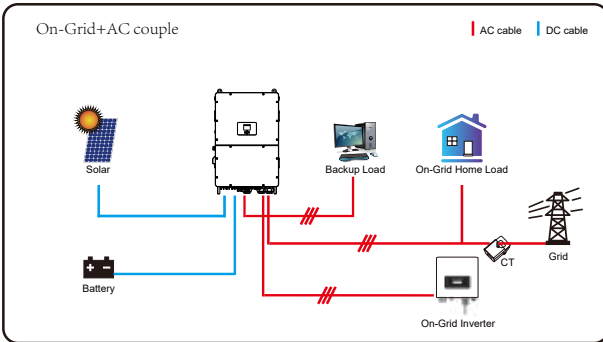 On-Grid+AC couple
AC cable
DC cable
Solar
Backup Load
On-Grid Home Load
Grid
CT
Battery
On-Grid Inverter